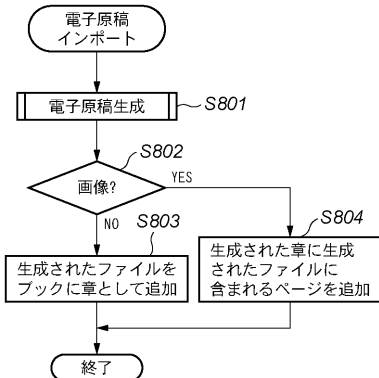 電子原稿
インポート
電子原稿生成
S801
S802
画像?
YES
NO
S803
S804
生成されたファイルを
ブックに章として追加
生成された章に生成
されたファイルに
含まれるページを追加
終了